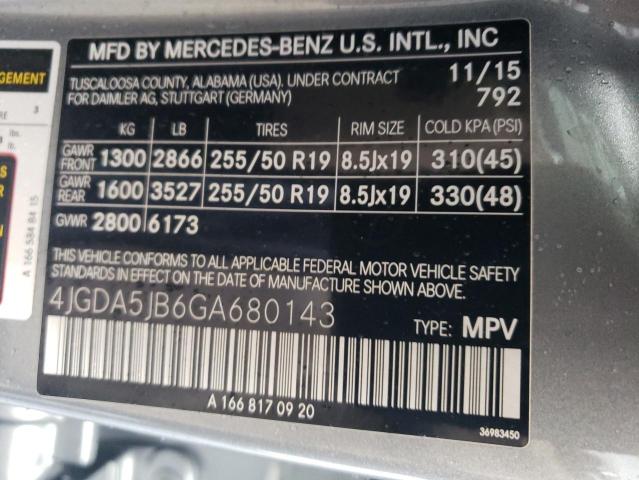 MFD BY MERCEDES-BENZ U.S. INTL., INC
TUSCALOOSA COUNTY, ALABAMA (USA). UNDER CONTRACT 11/15
FOR DAIMLER AG, STUTTGART (GERMANY) 792
KG LB TIRES RIM SIZE COLD KPA(PSI)
GAWR FRONT 1300 2866 255/50 R19 8.5Jx19 310(45)
GAWR REAR 1600 3527 255/50 R19 8.5Jx19 330(48)
GVWR 2800 6173
THIS VEHICLE CONFORMS TO ALL APPLICABLE FEDERAL MOTOR VEHICLE SAFETY
STANDARDS IN EFFECT ON THE DATE OF MANUFACTURE SHOWN ABOVE.
4JGDA5JB6GA680143 TYPE: MPV
A 166 817 09 20
36983450
3
lbs.
lb.
A 166 584 84 15